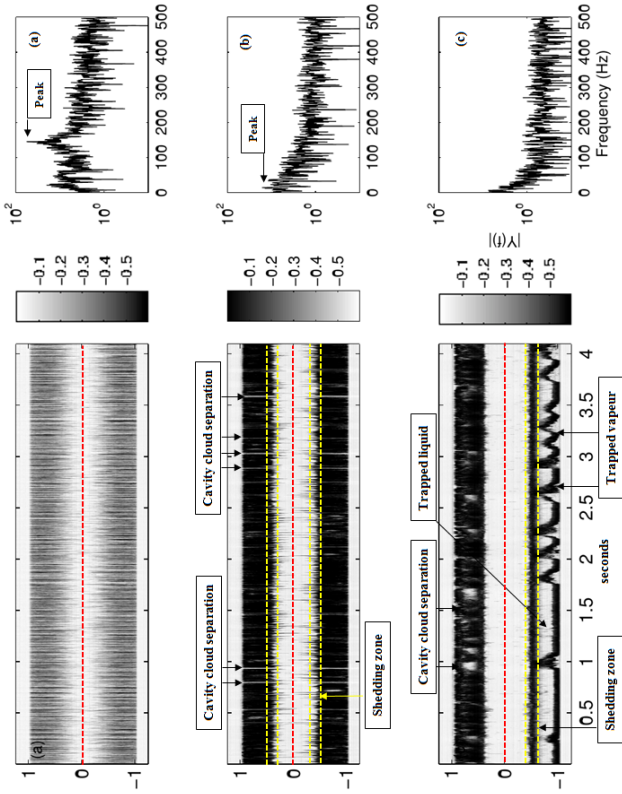 (a)
1
0
−1
−0.1
−0.2
−0.3
−0.4
−0.5
10²
10⁰
Peak
(a)
0 100 200 300 400 500
Cavity cloud separation
Cavity cloud separation
1
0
−1
Shedding zone
−0.1
−0.2
−0.3
−0.4
−0.5
10²
10⁰
Peak
(b)
0 100 200 300 400 500
Cavity cloud separation
Trapped liquid
1
0
−1
0.5 1 1.5 2 2.5 3 3.5 4
seconds
Shedding zone
Trapped vapeur
−0.1
−0.2
−0.3
−0.4
−0.5
|Y(f)|
10²
10⁰
(c)
0 100 200 300 400 500
Frequency (Hz)